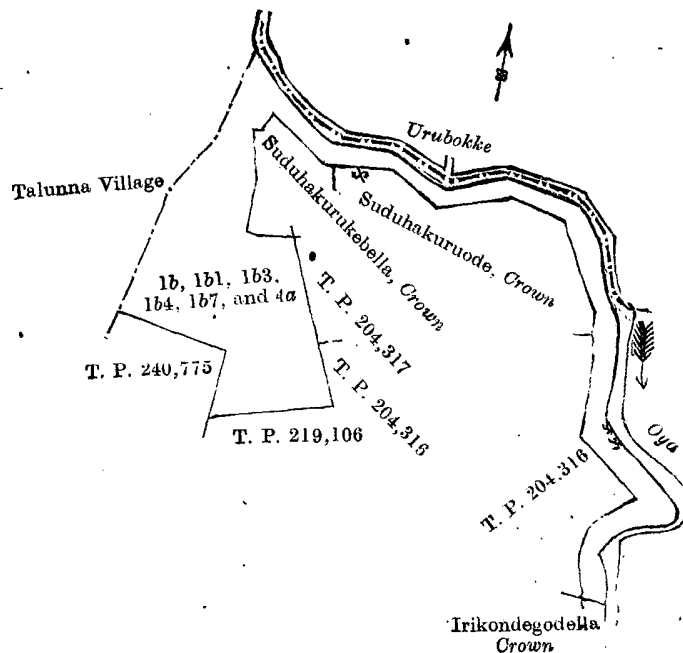 Urubokke
Talunna Village
Suduhakurukebella, Crown
Suduhakuruode, Crown
1b, 1b1, 1b3,
1b4, 1b7, and 4a
T. P. 204,317
T. P. 240,775
T. P. 204,316
T. P. 219,106
T. P. 204,316
Oya
Irikondegodella
Crown